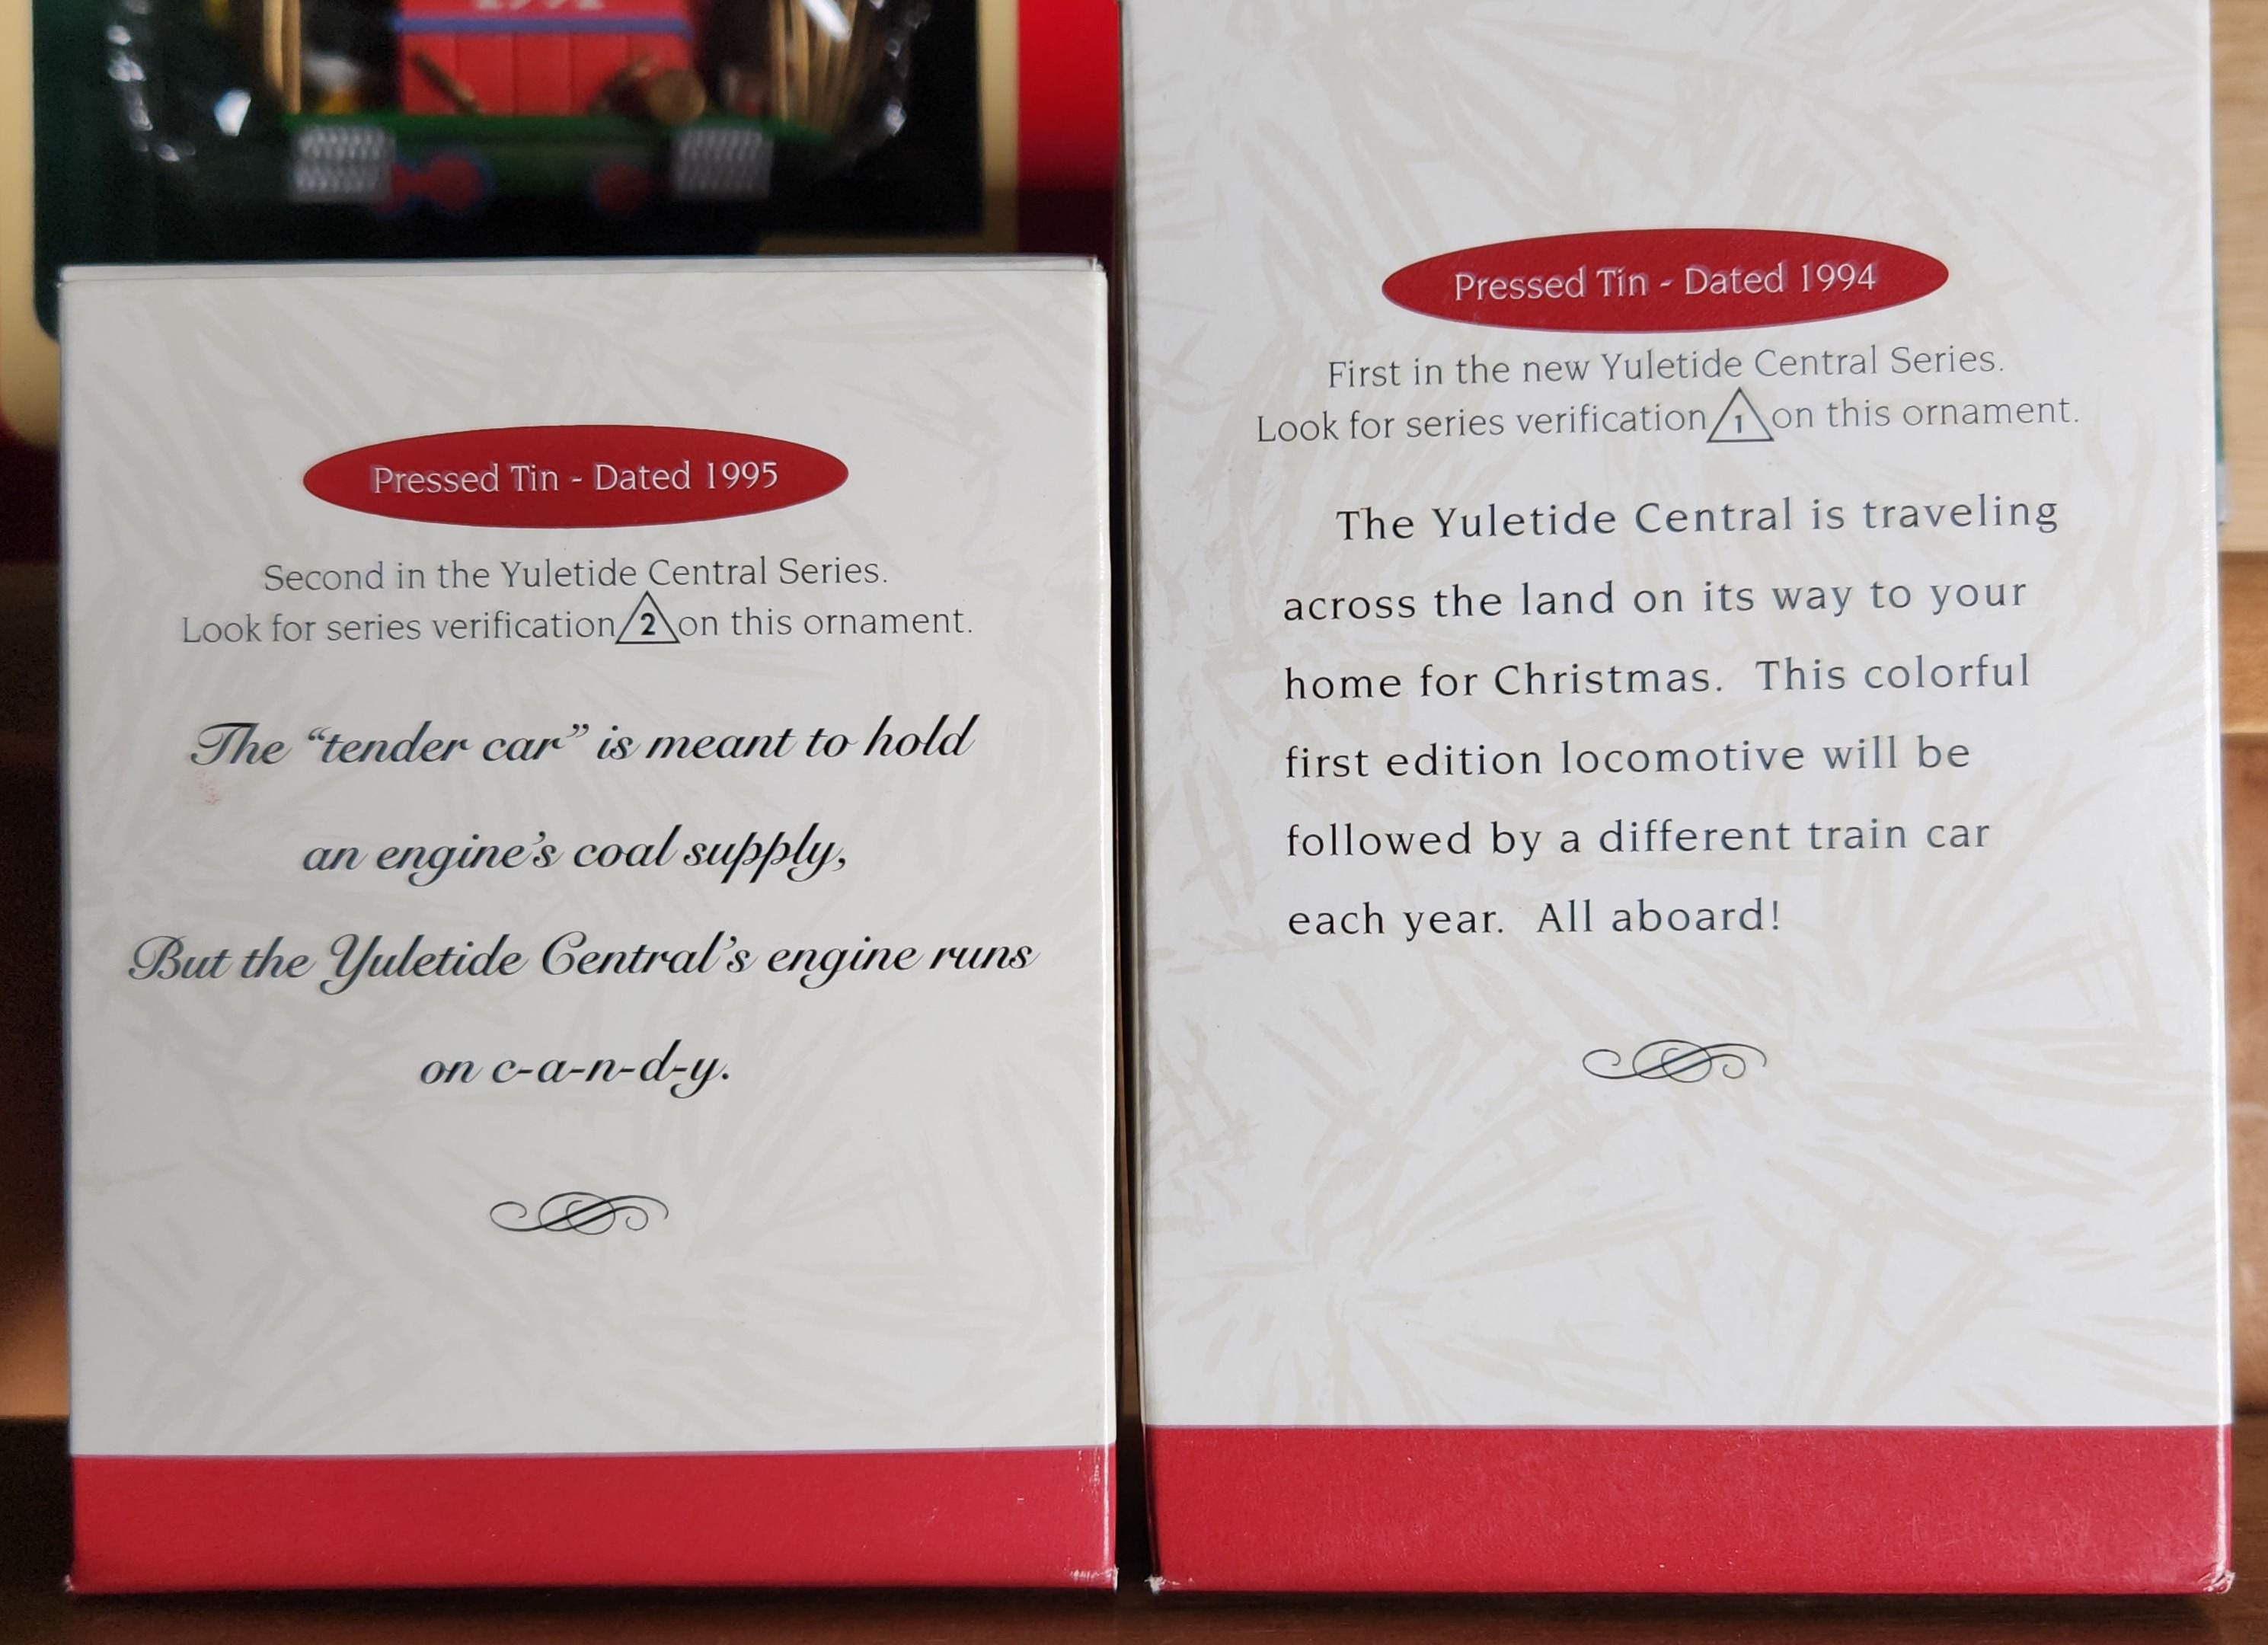 Pressed Tin - Dated 1995
Second in the Yuletide Central Series.
Look for series verification 2 on this ornament.
The “tender car” is meant to hold
an engine’s coal supply,
But the Yuletide Central’s engine runs
on c-a-n-d-y.
Pressed Tin - Dated 1994
First in the new Yuletide Central Series.
Look for series verification 1 on this ornament.
The Yuletide Central is traveling
across the land on its way to your
home for Christmas. This colorful
first edition locomotive will be
followed by a different train car
each year. All aboard!